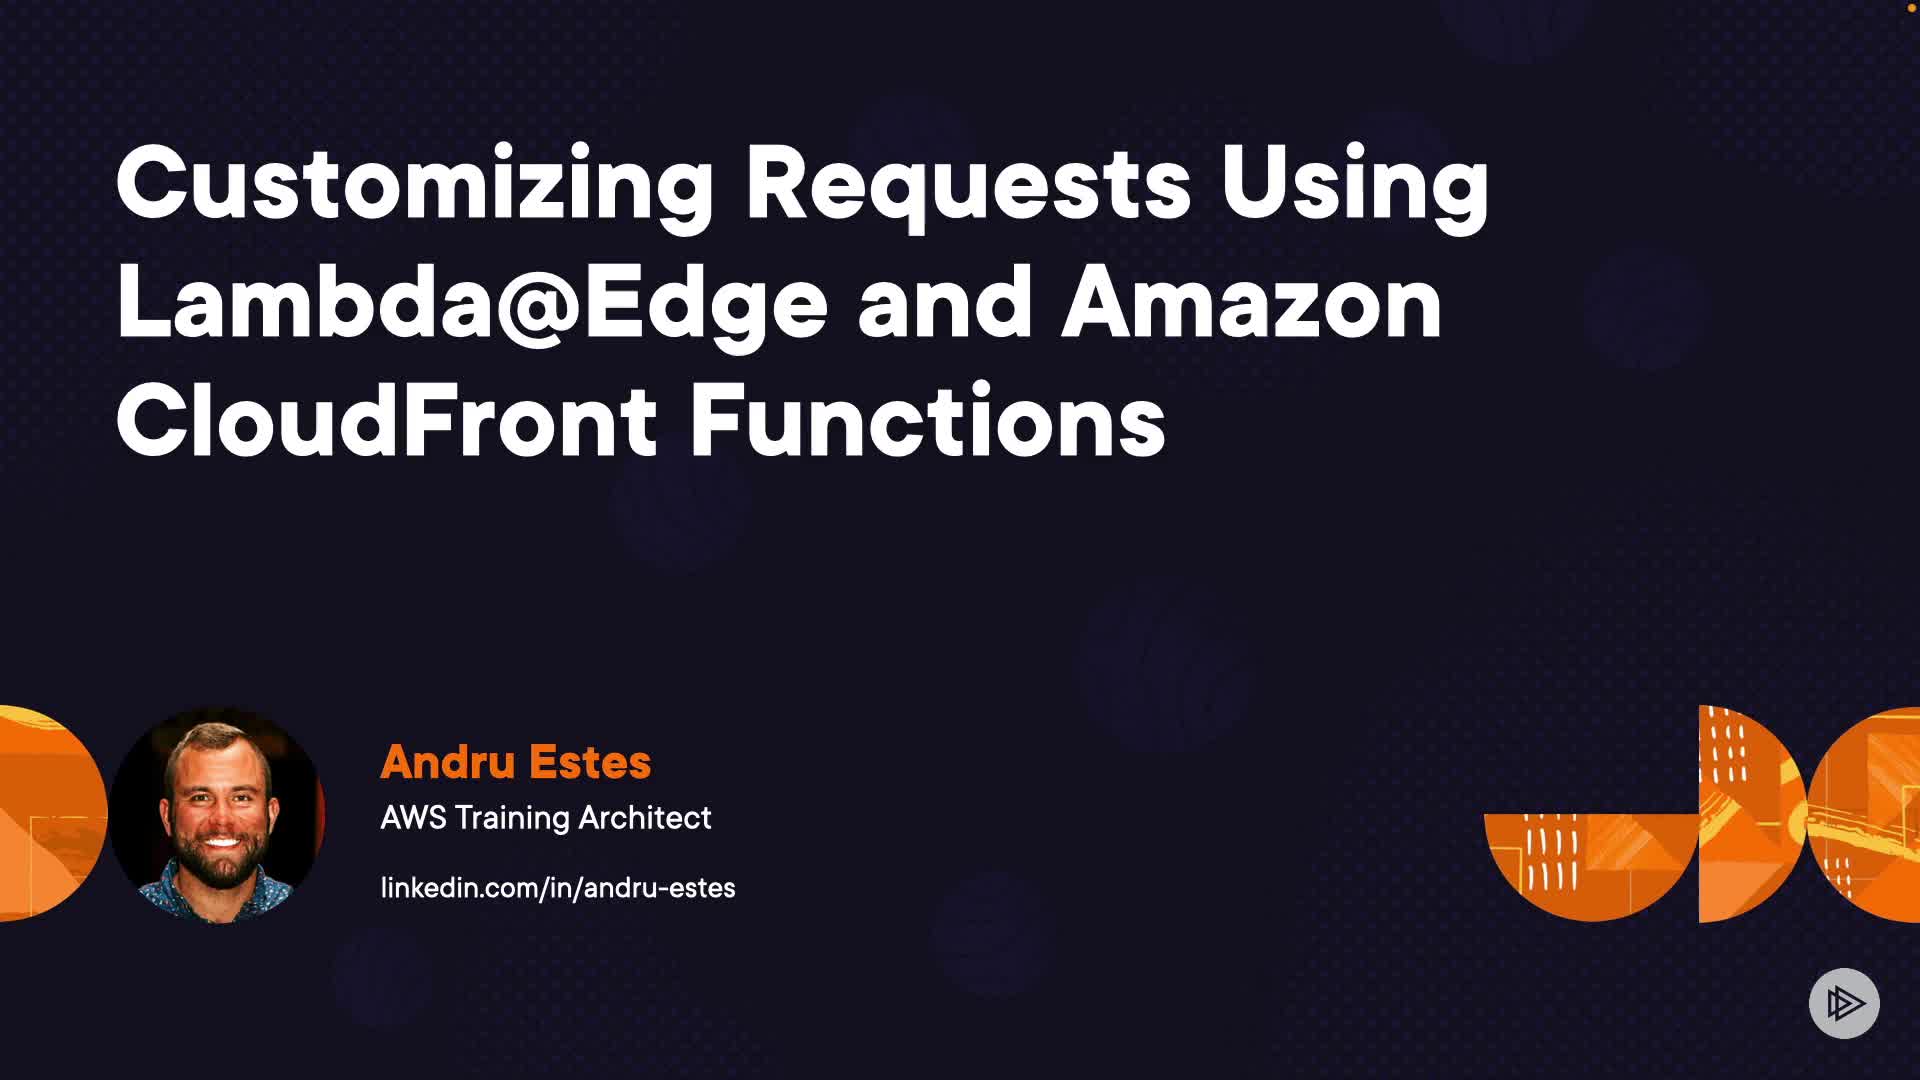 Customizing Requests Using
Lambda@Edge and Amazon
CloudFront Functions
Andru Estes
AWS Training Architect
linkedin.com/in/andru-estes